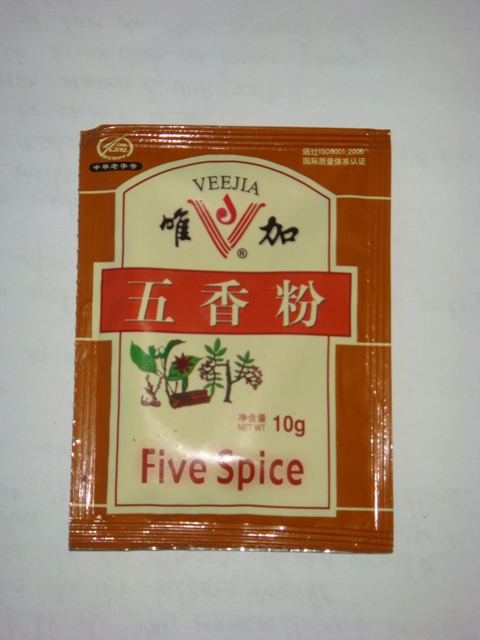 中华老字号
通过ISO9001:2000
国际质量体系认证
VEEJIA
唯 加
®
五香粉
净含量
NET WT 10g
Five Spice